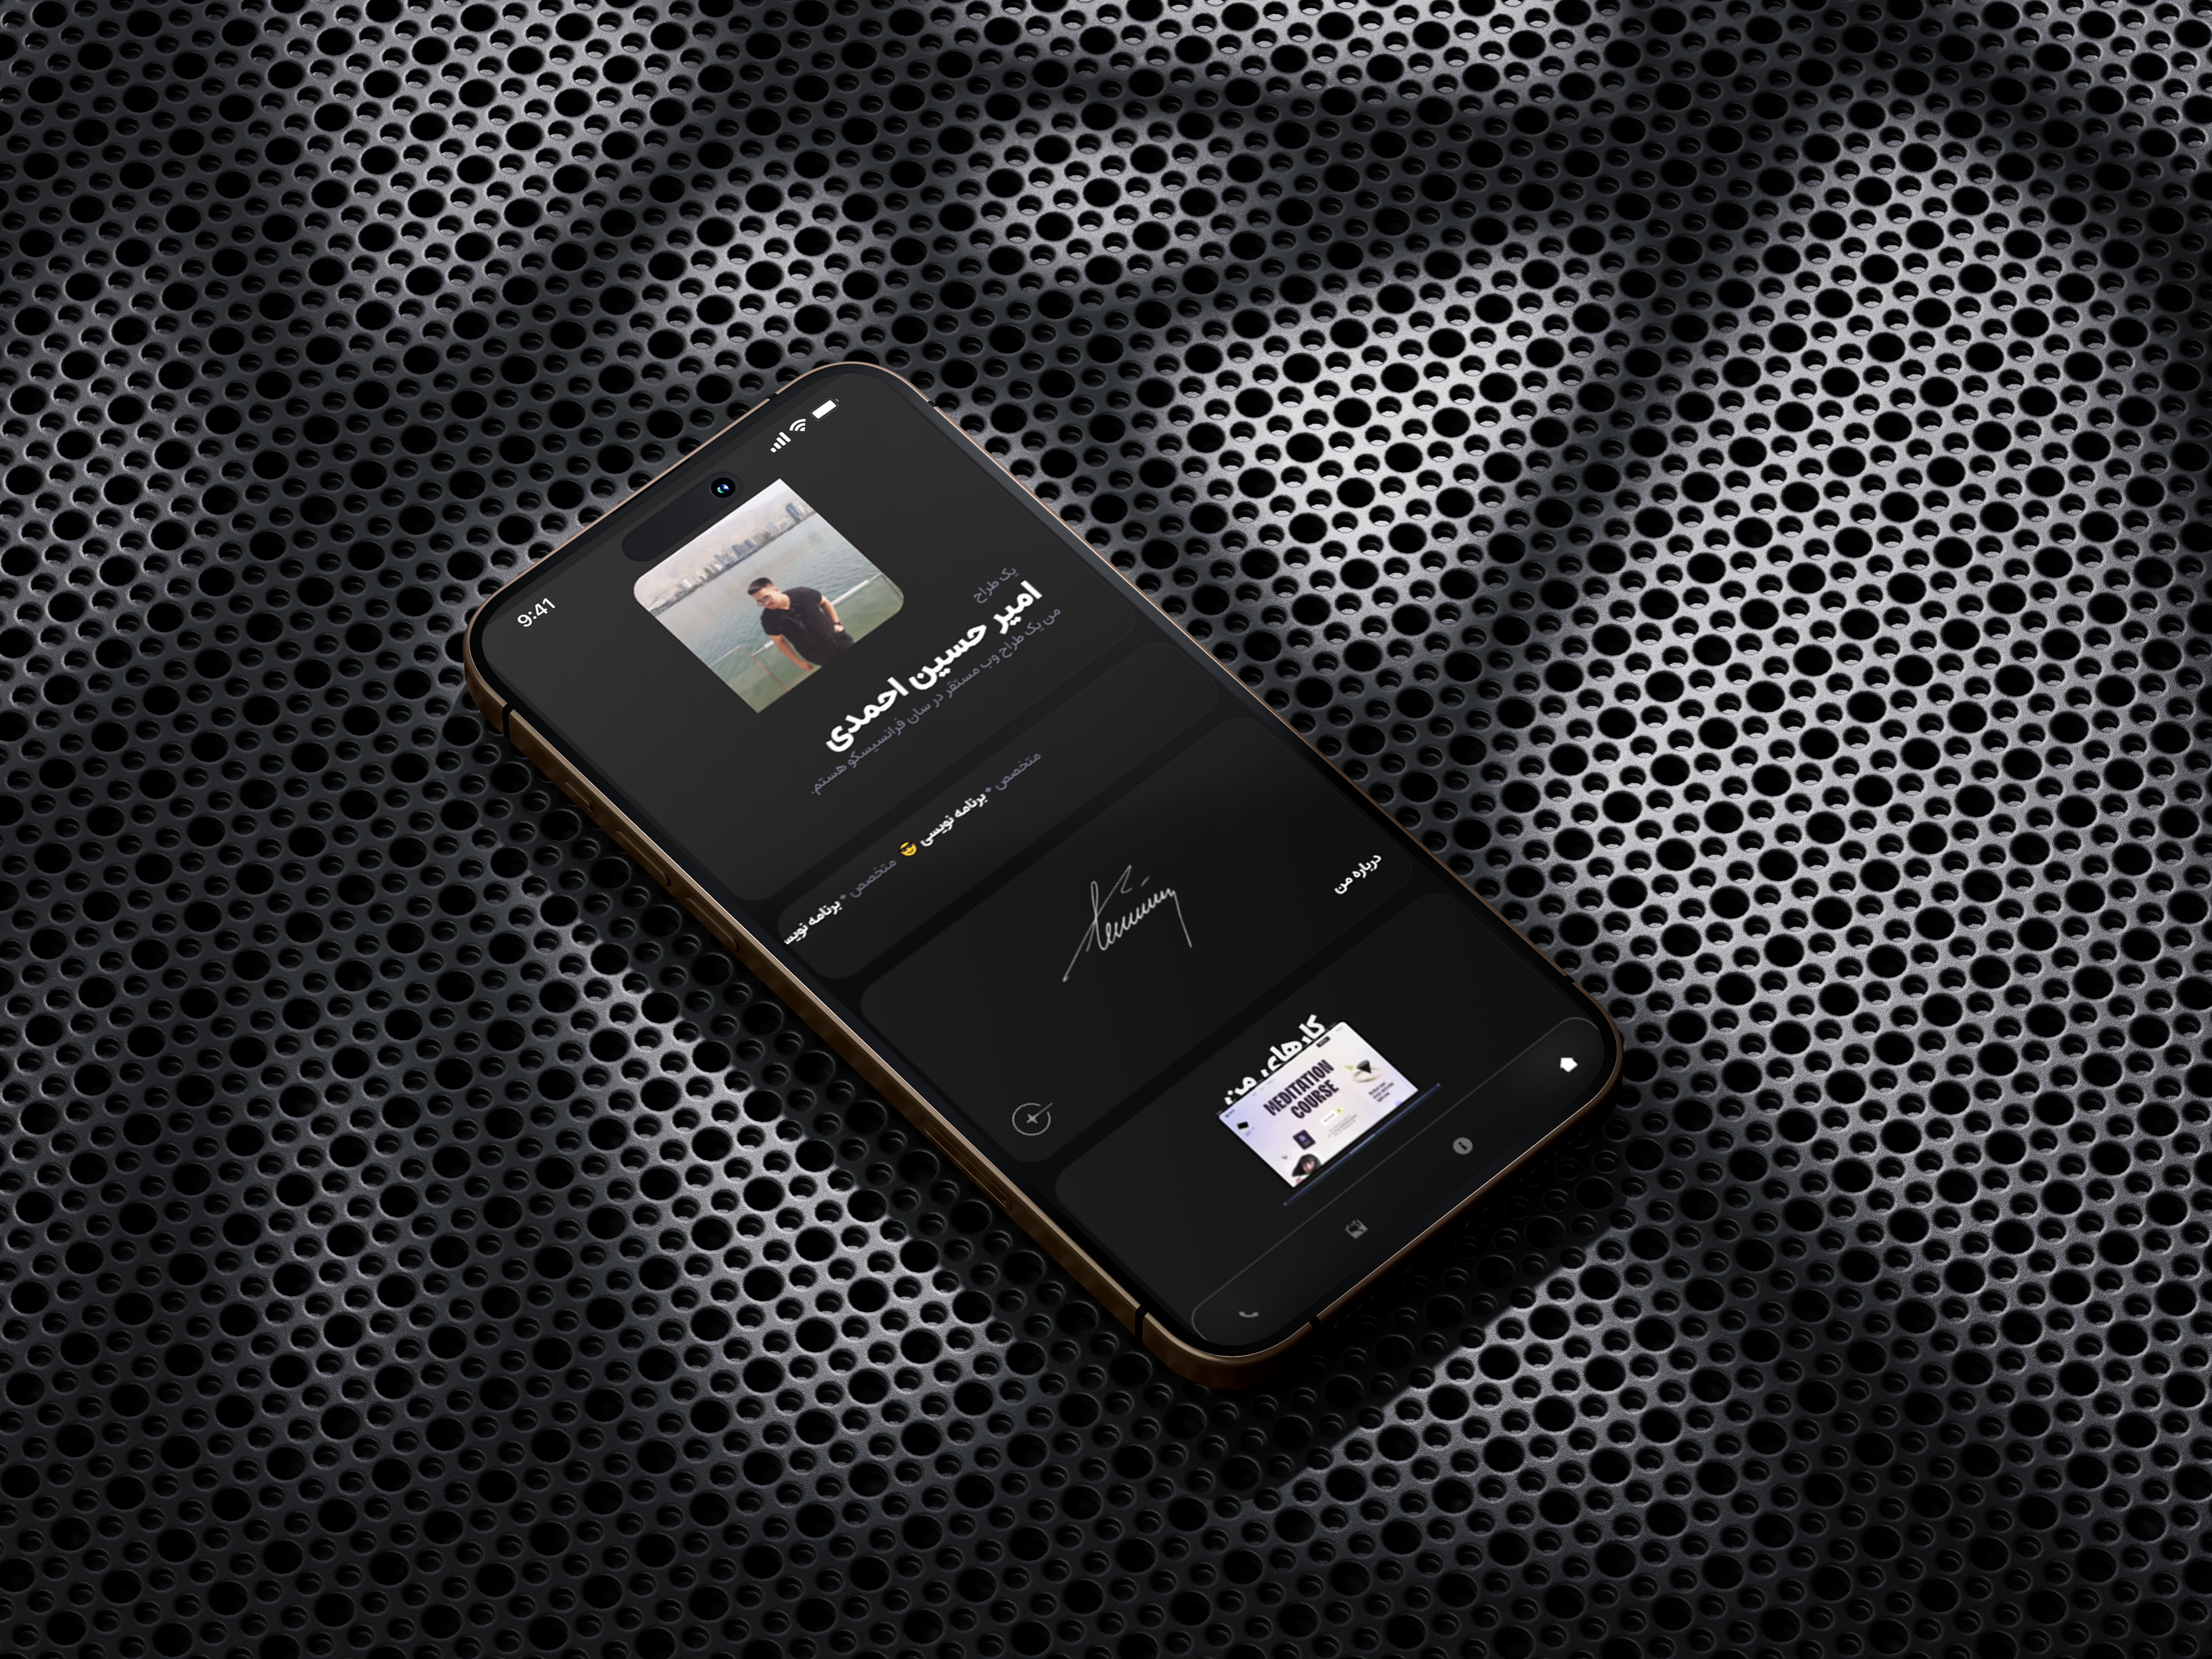 9:41
یک طراح
امیر حسین احمدی
من یک طراح وب مستقر در سان فرانسیسکو هستم.
متخصص * برنامه نویسی 😎 متخصص * برنامه نویس
درباره من
کارهای من
MEDITATION
COURSE